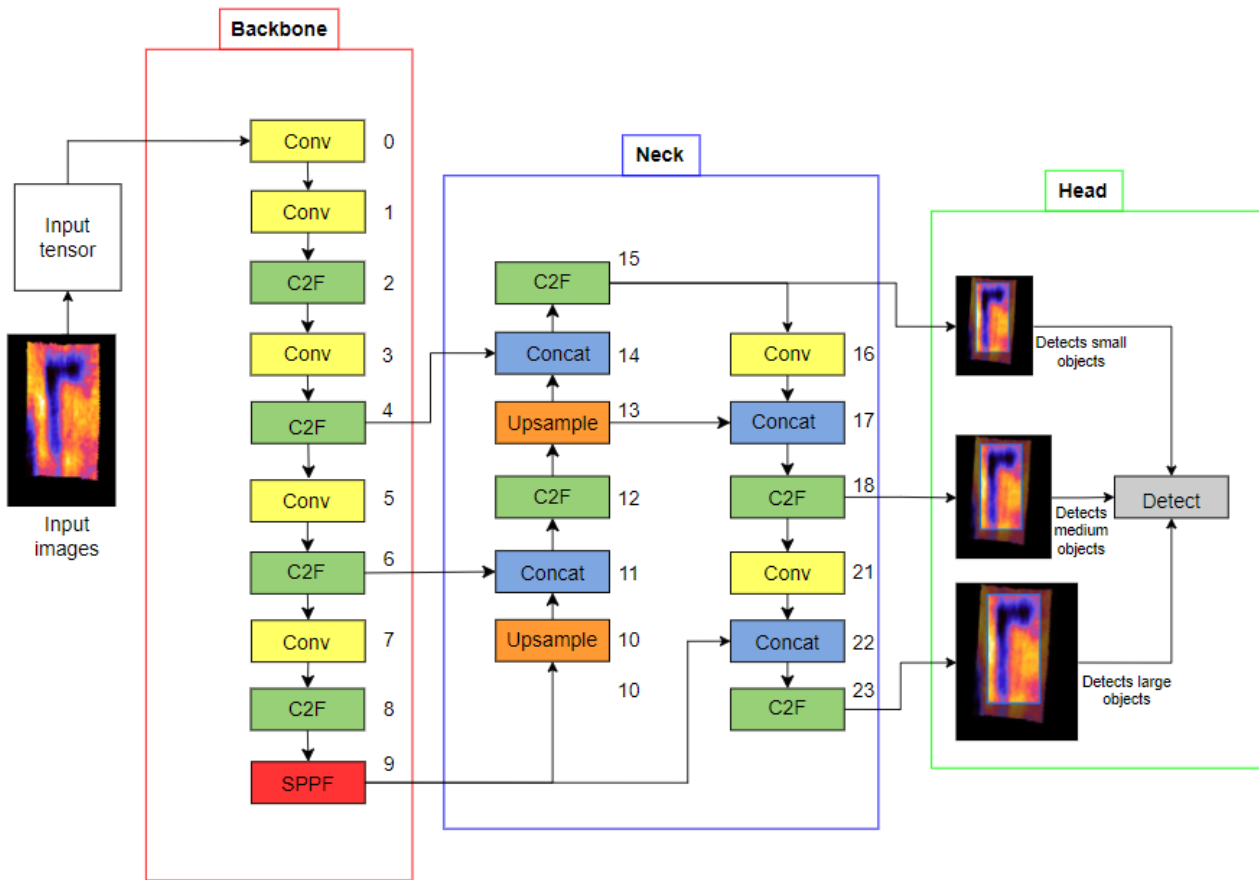 Backbone
Conv 0
Conv 1
C2F 2
Conv 3
C2F 4
Conv 5
C2F 6
Conv 7
C2F 8
SPPF 9
Input
tensor
Input
images
Neck
C2F 15
Concat 14
Upsample 13
C2F 12
Concat 11
Upsample 10
10
Conv 16
Concat 17
C2F 18
Conv 21
Concat 22
C2F 23
Head
Detects small
objects
Detects
medium
objects
Detects large
objects
Detect